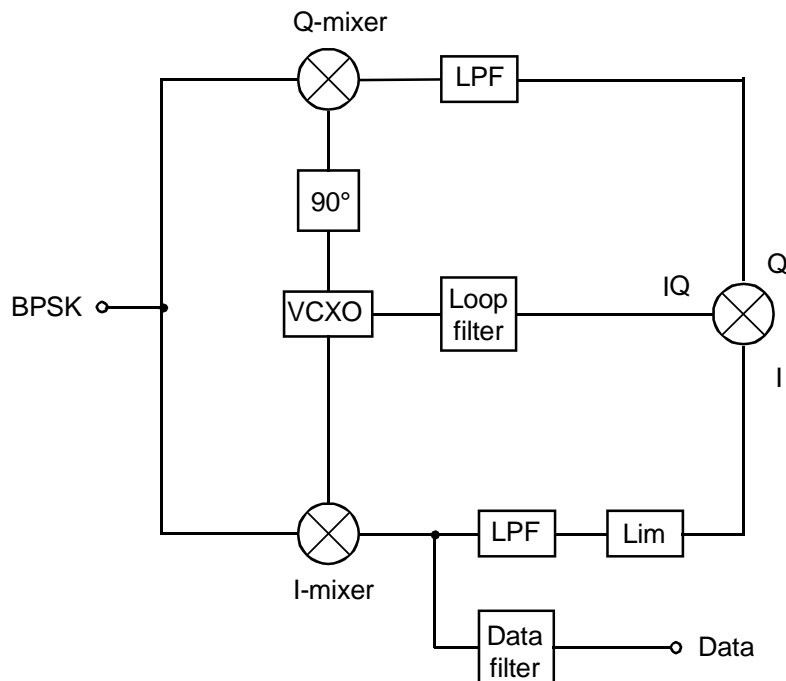 Q-mixer
LPF
90°
Q
IQ
BPSK
VCXO
Loop
filter
I
LPF
Lim
I-mixer
Data
filter
Data